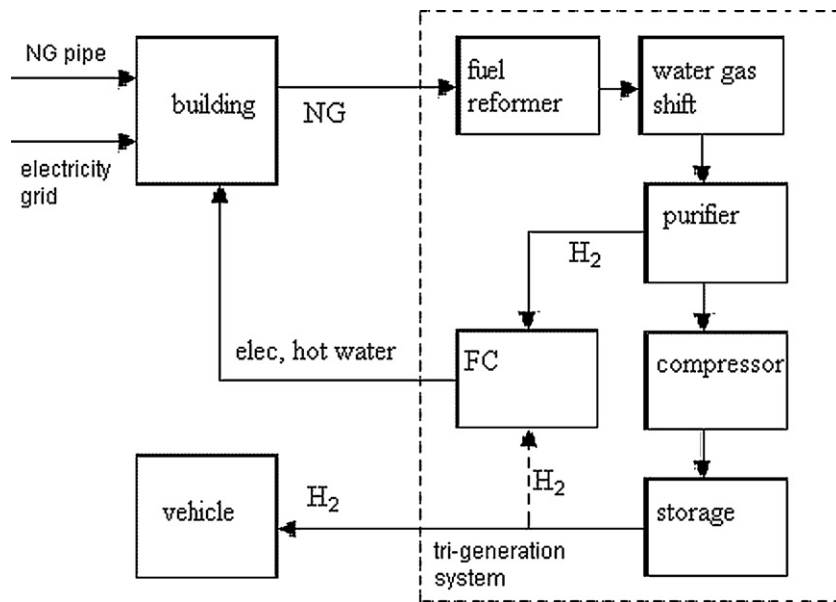 NG pipe
building
electricity
grid
NG
fuel
reformer
water gas
shift
purifier
H₂
elec, hot water
FC
compressor
vehicle
H₂
H₂
storage
tri-generation
system